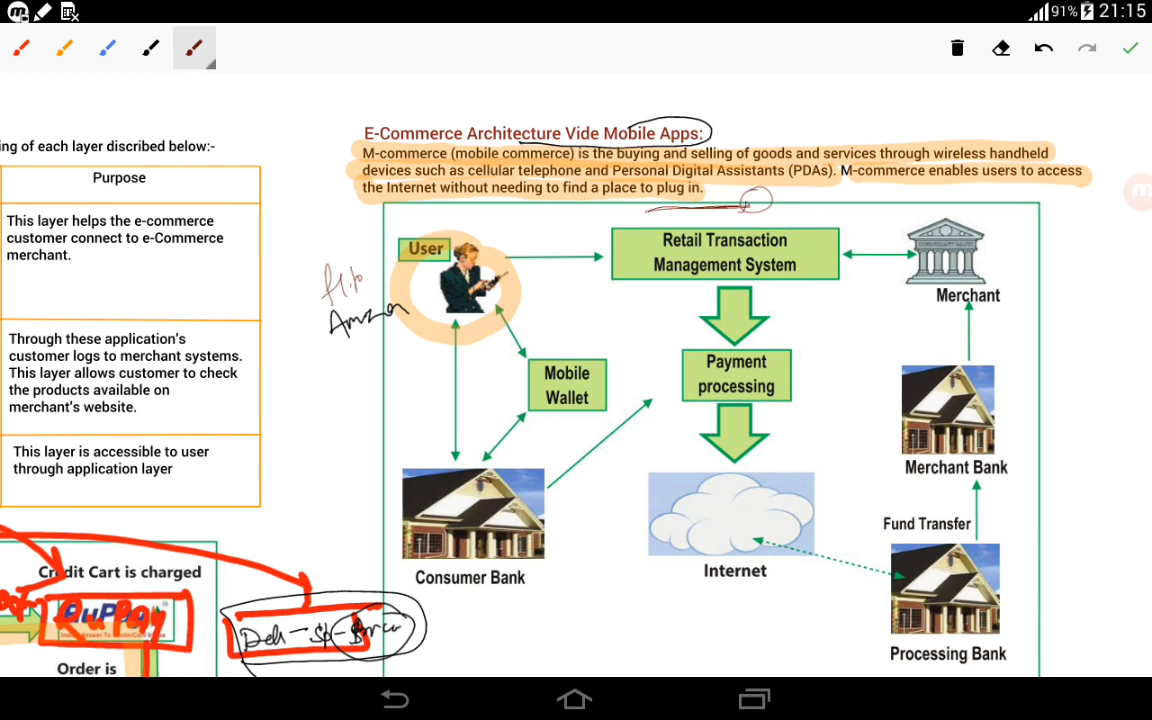 91% 21:15
ing of each layer discribed below:-
Purpose
This layer helps the e-commerce
customer connect to e-Commerce
merchant.
Through these application's
customer logs to merchant systems.
This layer allows customer to check
the products available on
merchant's website.
This layer is accessible to user
through application layer
Credit Cart is charged
RuPay
Order is
E-Commerce Architecture Vide Mobile Apps:
M-commerce (mobile commerce) is the buying and selling of goods and services through wireless handheld
devices such as cellular telephone and Personal Digital Assistants (PDAs). M-commerce enables users to access
the Internet without needing to find a place to plug in.
User
Retail Transaction
Management System
Merchant
Mobile
Wallet
Payment
processing
Merchant Bank
Fund Transfer
Consumer Bank
Internet
Processing Bank